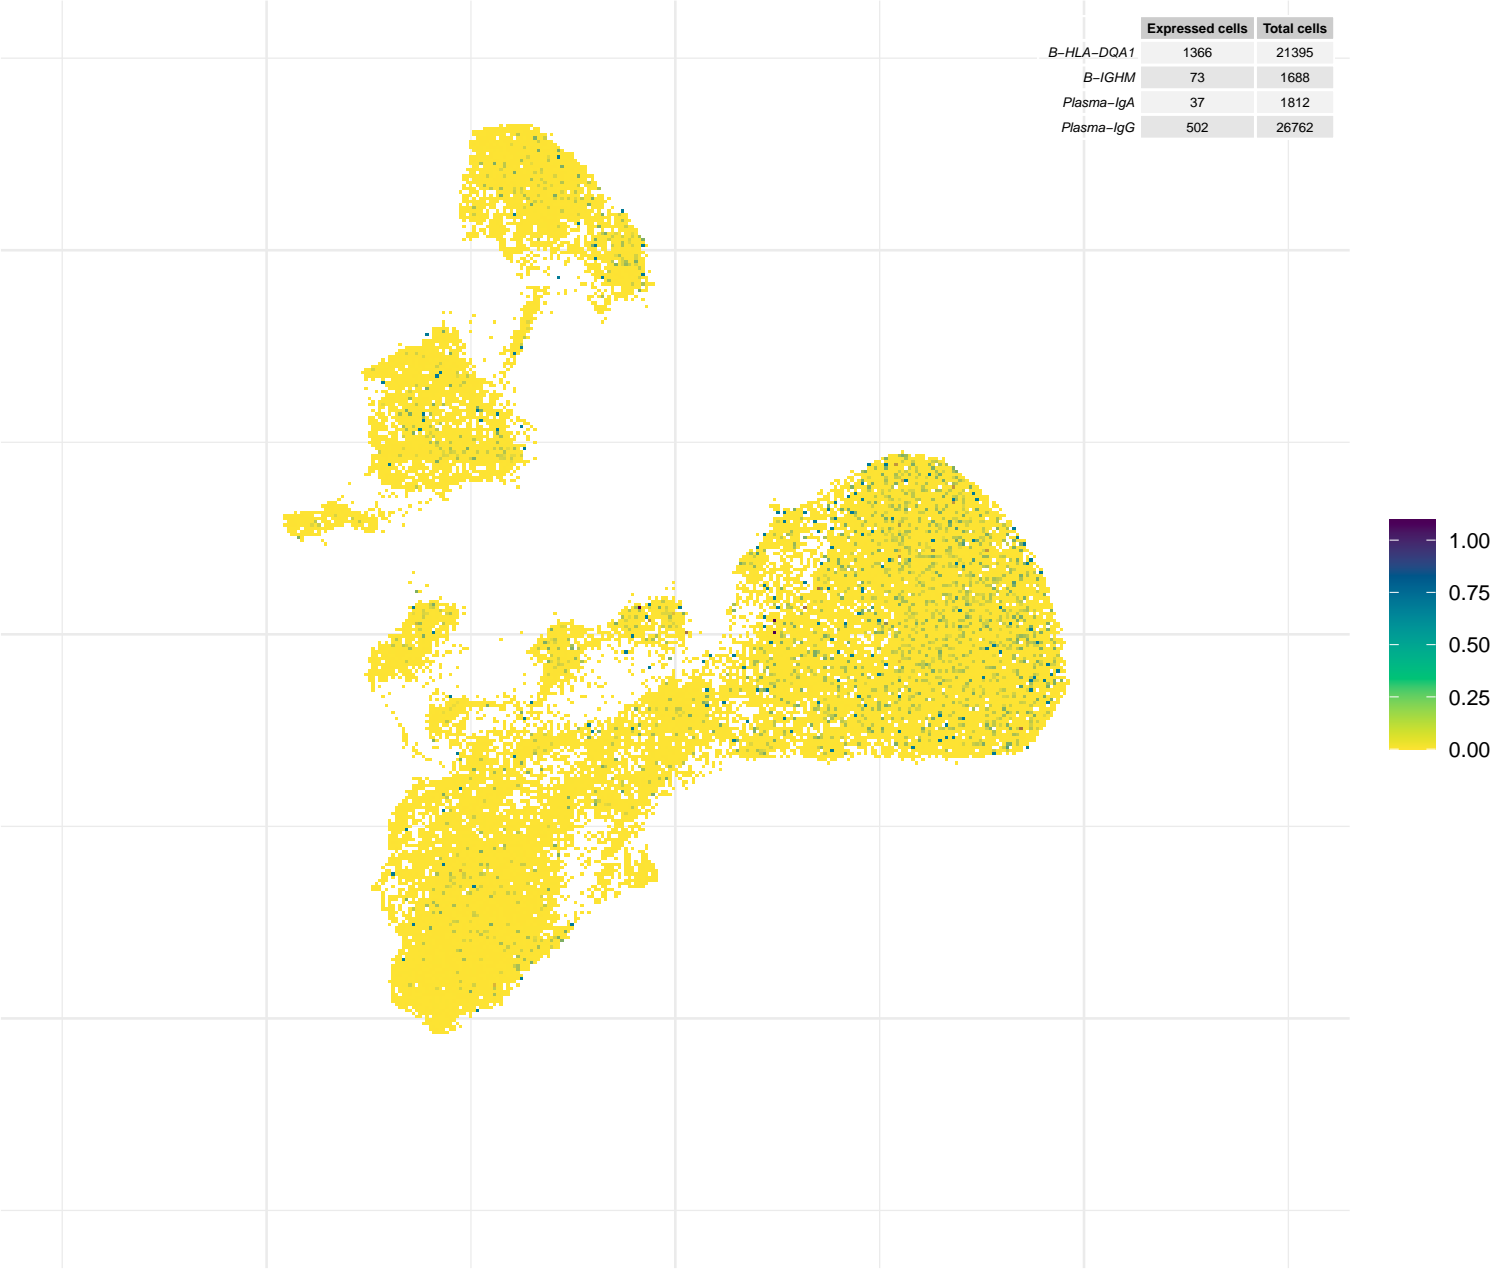 Expressed cells Total cells
B−HLA−DQA1 1366 21395
B−IGHM 73 1688
Plasma−IgA 37 1812
Plasma−IgG 502 26762
1.00
0.75
0.50
0.25
0.00